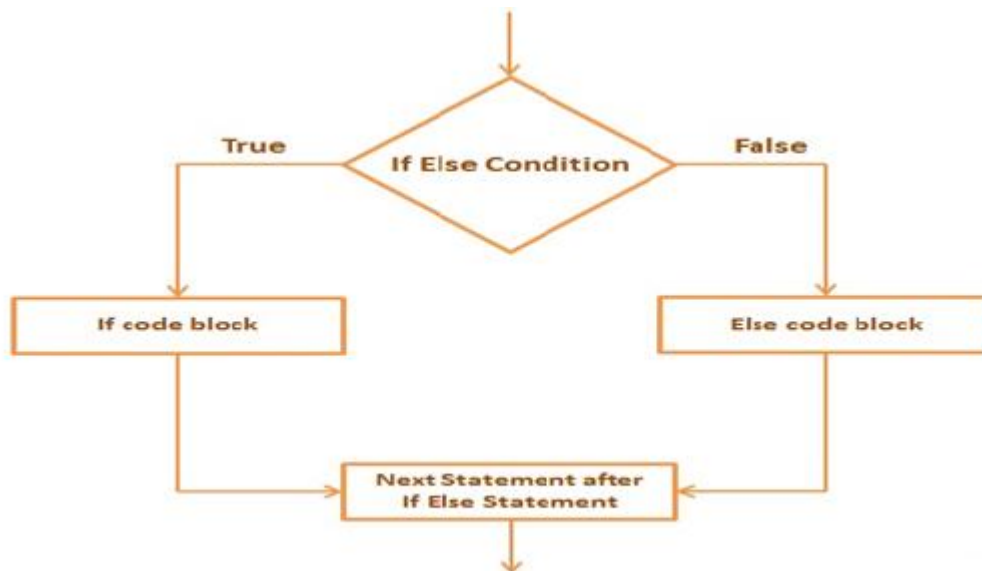 True
If Else Condition
False
If code block
Else code block
Next Statement after
If Else Statement